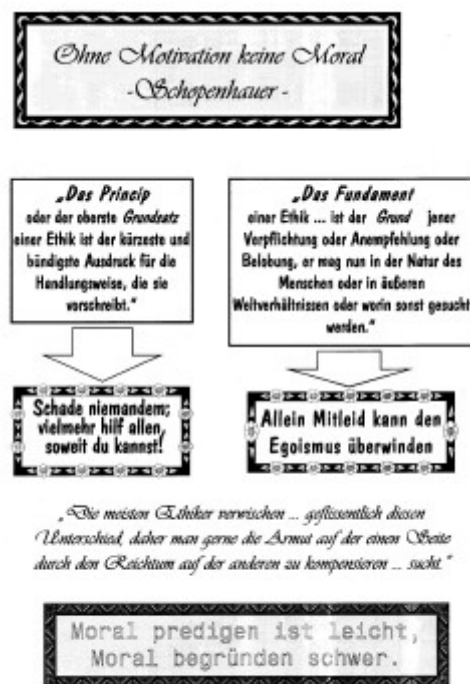 Ohne Motivation keine Moral
-Schopenhauer -
„Das Princip
oder der oberste Grundsatz
einer Ethik ist der kürzeste und
bündigste Ausdruck für die
Handlungsweise, die sie
vorschreibt.“
„Das Fundament
einer Ethik ... ist der Grund jener
Verpflichtung oder Anempfehlung oder
Belobung, er mag nun in der Natur des
Menschen oder in äußeren
Weltverhältnissen oder worin sonst gesucht
werden.“
Schade niemandem;
vielmehr hilf allen,
soweit du kannst!
Allein Mitleid kann den
Egoismus überwinden
„Die meisten Ethiker verwischen ... geflissentlich diesen
Unterschied, daher man gerne die Armut auf der einen Seite
durch den Reichtum auf der anderen zu kompensieren ... sucht.“
Moral predigen ist leicht,
Moral begründen schwer.